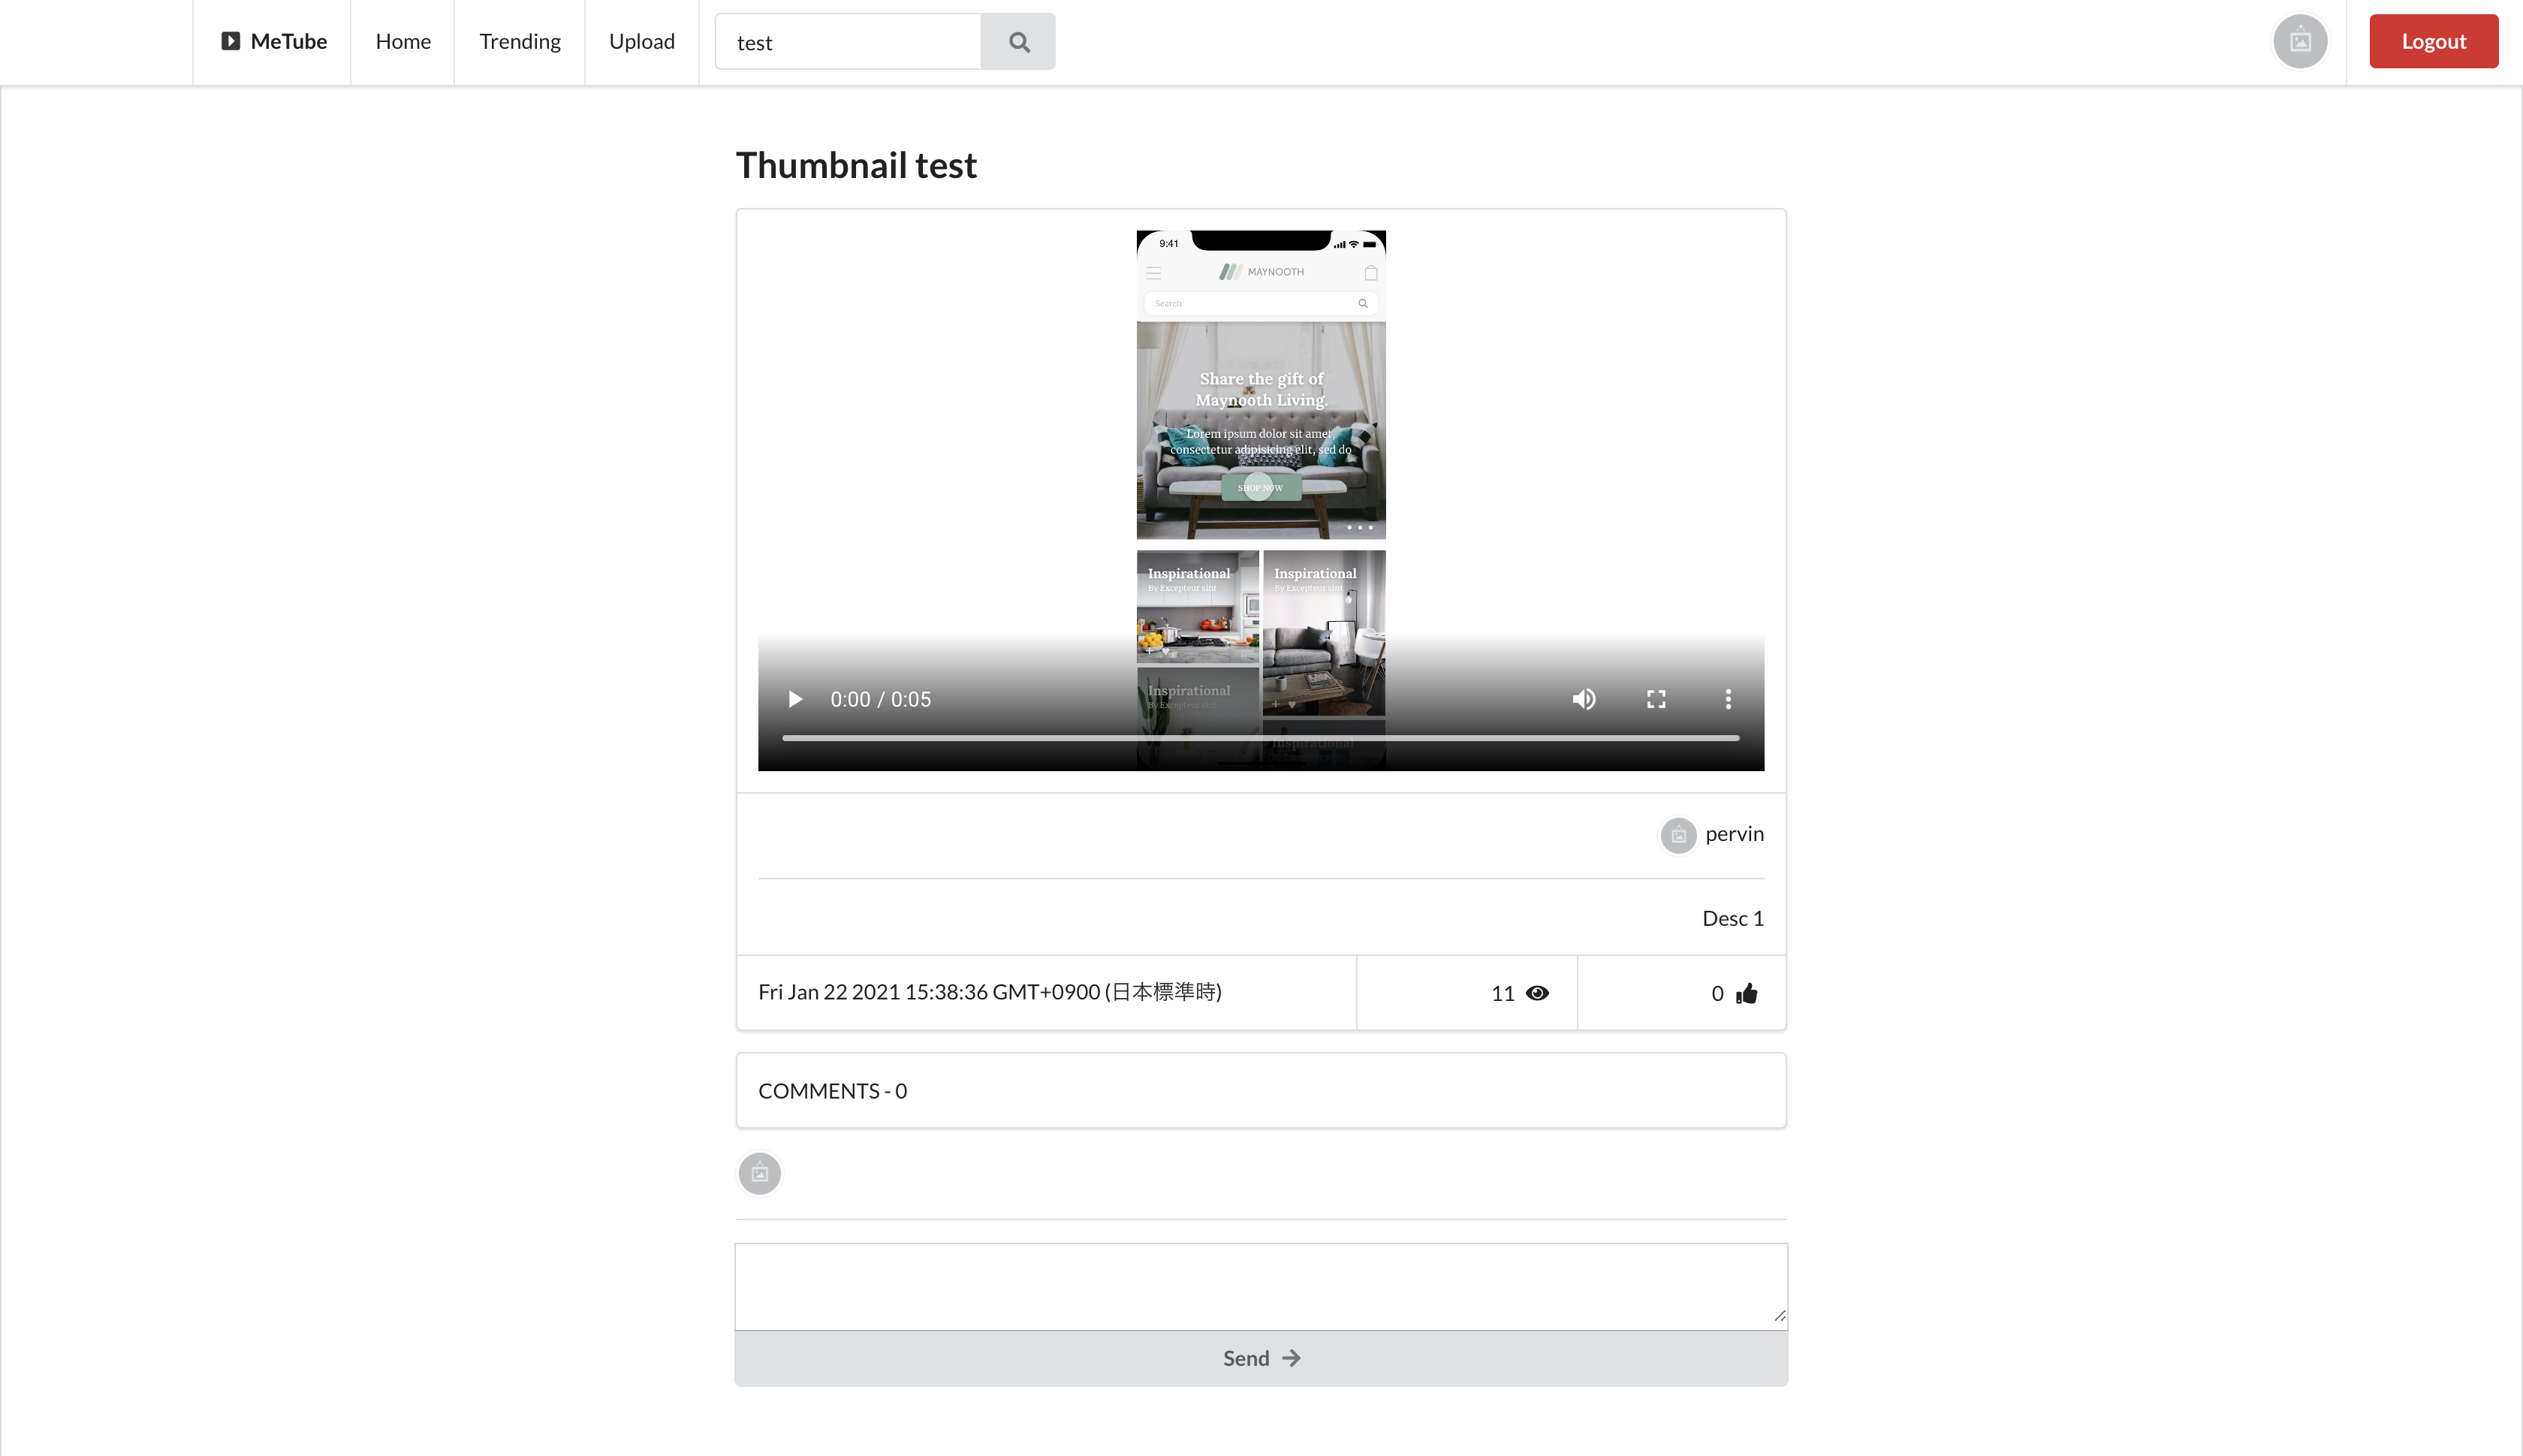 MeTube Home Trending Upload test Logout
Thumbnail test
9:41
MAYNOOTH
Search
Share the gift of
Maynooth Living.
Lorem ipsum dolor sit amet,
consectetur adipisicing elit, sed do
SHOP NOW
Inspirational
By Excepteur sint
Inspirational
By Excepteur sint
Inspirational
By Excepteur sint
Inspirational
By Excepteur sint
0:00 / 0:05
pervin
Desc 1
Fri Jan 22 2021 15:38:36 GMT+0900 (日本標準時) 11 0
COMMENTS - 0
Send